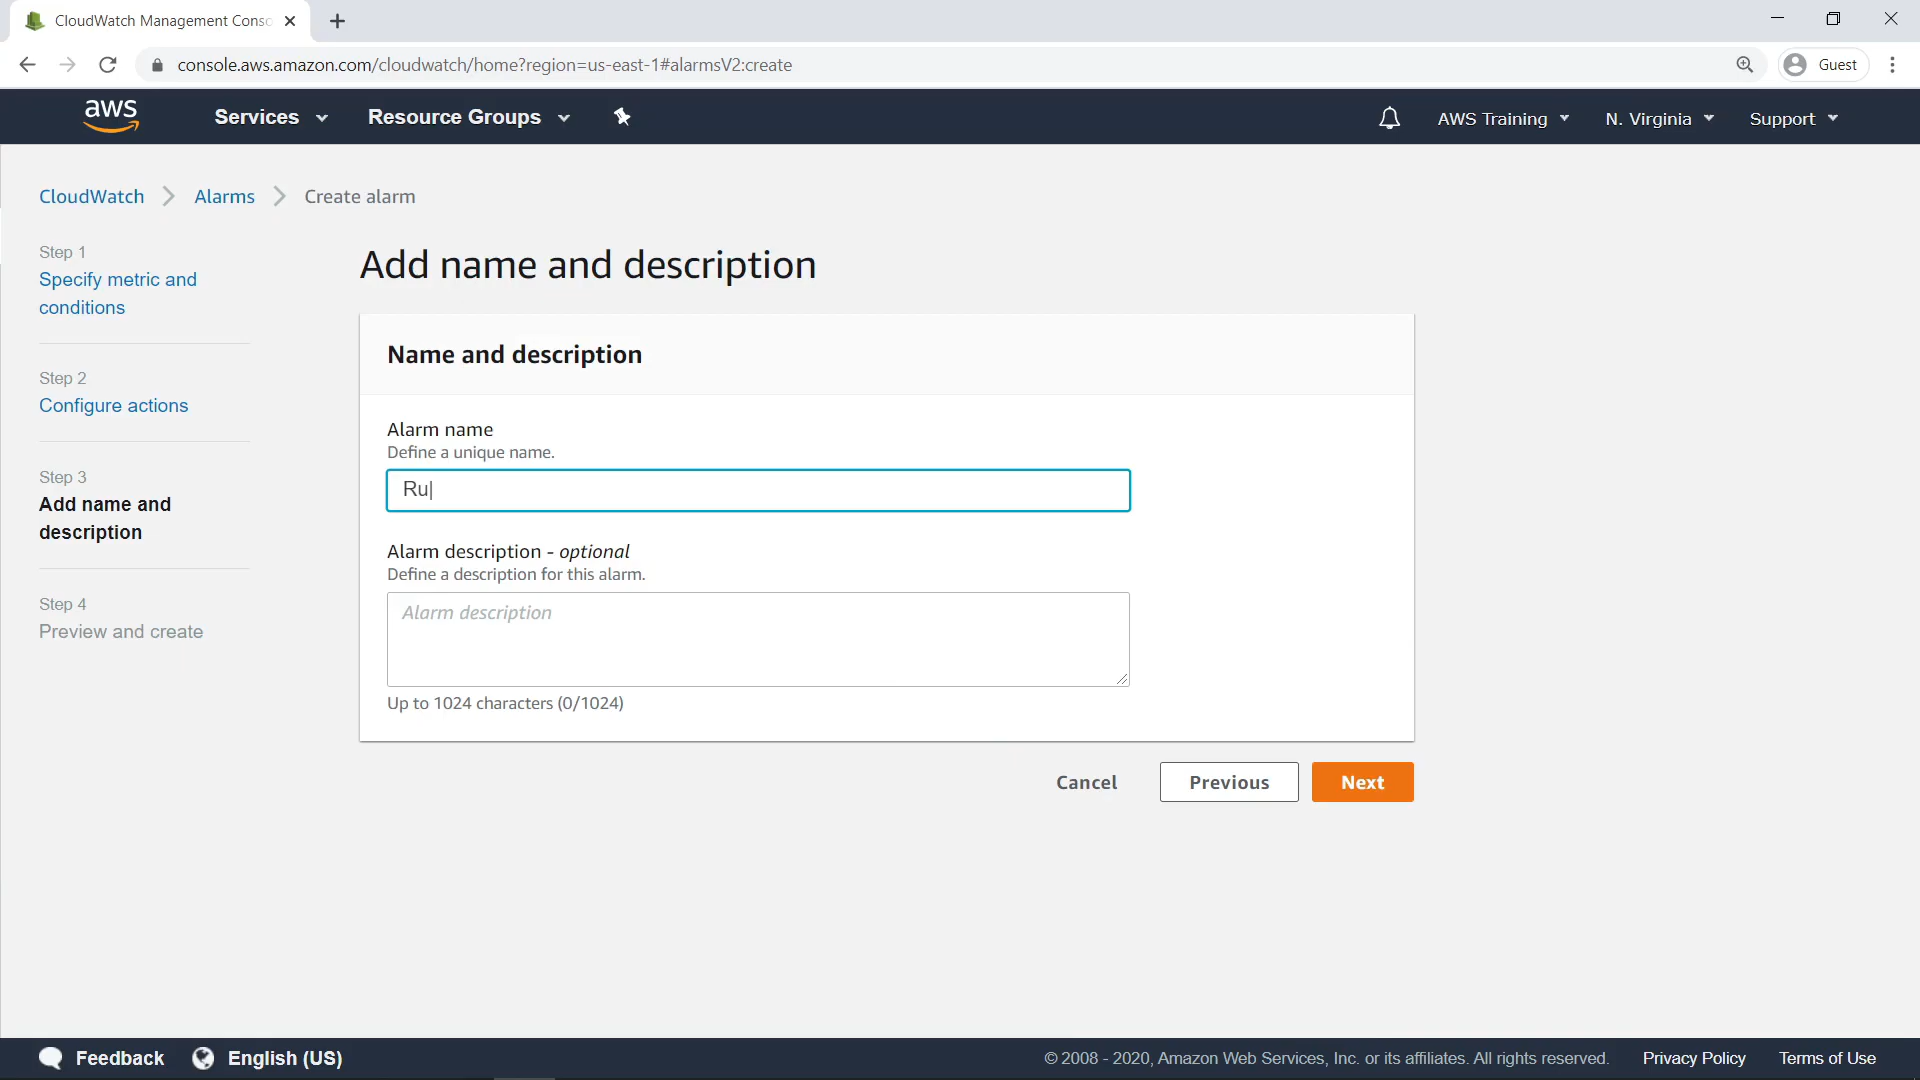 CloudWatch Management Conso
console.aws.amazon.com/cloudwatch/home?region=us-east-1#alarmsV2:create
Guest
aws
Services
Resource Groups
AWS Training
N. Virginia
Support
CloudWatch
Alarms
Create alarm
Step 1
Specify metric and
conditions
Step 2
Configure actions
Step 3
Add name and
description
Step 4
Preview and create
Add name and description
Name and description
Alarm name
Define a unique name.
Ru
Alarm description - optional
Define a description for this alarm.
Alarm description
Up to 1024 characters (0/1024)
Cancel
Previous
Next
Feedback
English (US)
© 2008 - 2020, Amazon Web Services, Inc. or its affiliates. All rights reserved.
Privacy Policy
Terms of Use